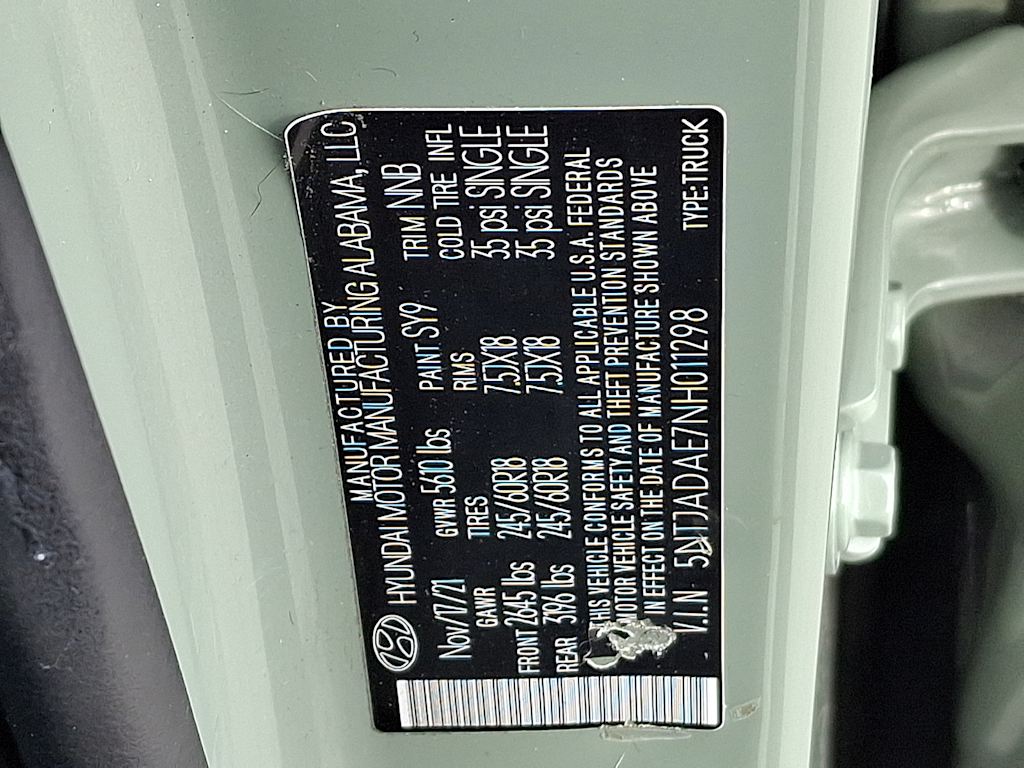 MANUFACTURED BY
HYUNDAI MOTOR MANUFACTURING ALABAMA, LLC
Nov/17/21 GVWR 5610 lbs PAINT SY9 TRIM NNB
GAWR TIRES RIMS COLD TIRE INFL
FRONT 2645 lbs 245/60R18 7.5JX18 35 psi SINGLE
REAR 3196 lbs 245/60R18 7.5JX18 35 psi SINGLE
THIS VEHICLE CONFORMS TO ALL APPLICABLE U.S.A. FEDERAL
MOTOR VEHICLE SAFETY AND THEFT PREVENTION STANDARDS
IN EFFECT ON THE DATE OF MANUFACTURE SHOWN ABOVE
V.I.N 5NTJADAE7NH011298 TYPE:TRUCK